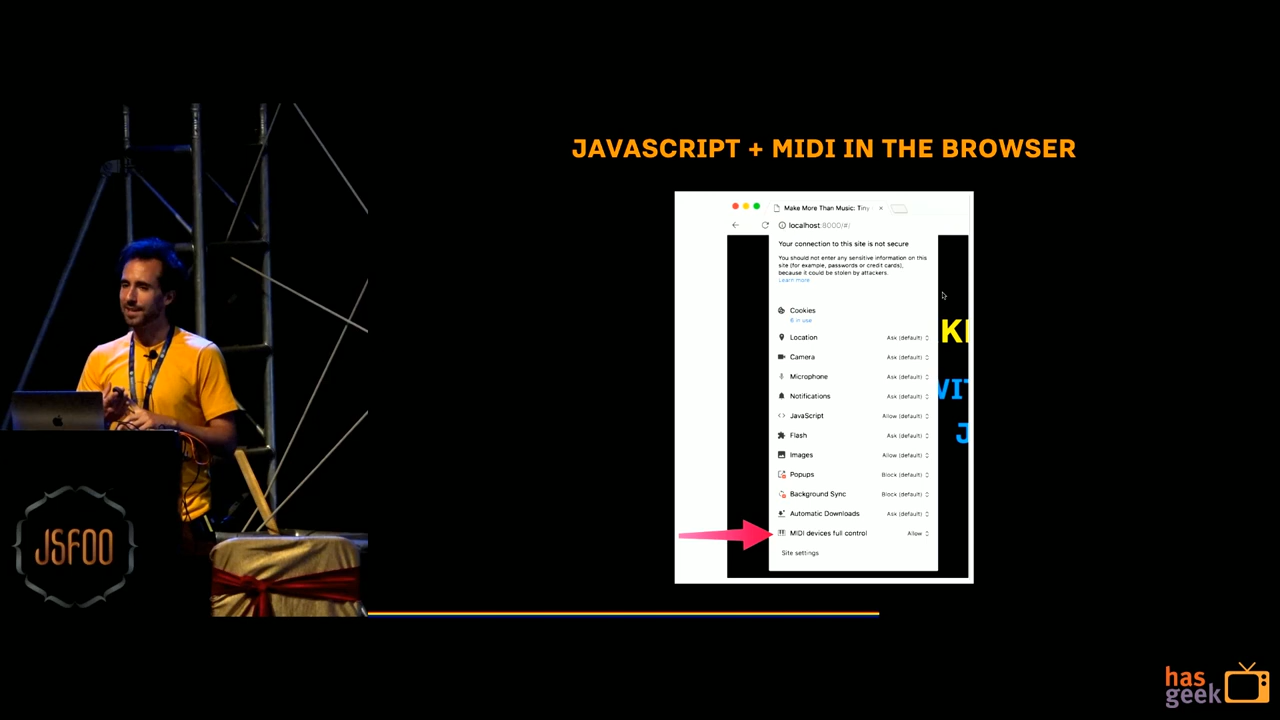 JAVASCRIPT + MIDI IN THE BROWSER
Make More Than Music: Tiny
localhost:8000/#/
Your connection to this site is not secure
You should not enter any sensitive information on this
site (for example, passwords or credit cards),
because it could be stolen by attackers.
Learn more
Cookies
6 in use
Location Ask (default)
Camera Ask (default)
Microphone Ask (default)
Notifications Ask (default)
JavaScript Allow (default)
Flash Ask (default)
Images Allow (default)
Popups Block (default)
Background Sync Block (default)
Automatic Downloads Ask (default)
MIDI devices full control Allow
Site settings
JSFOO
has
geek